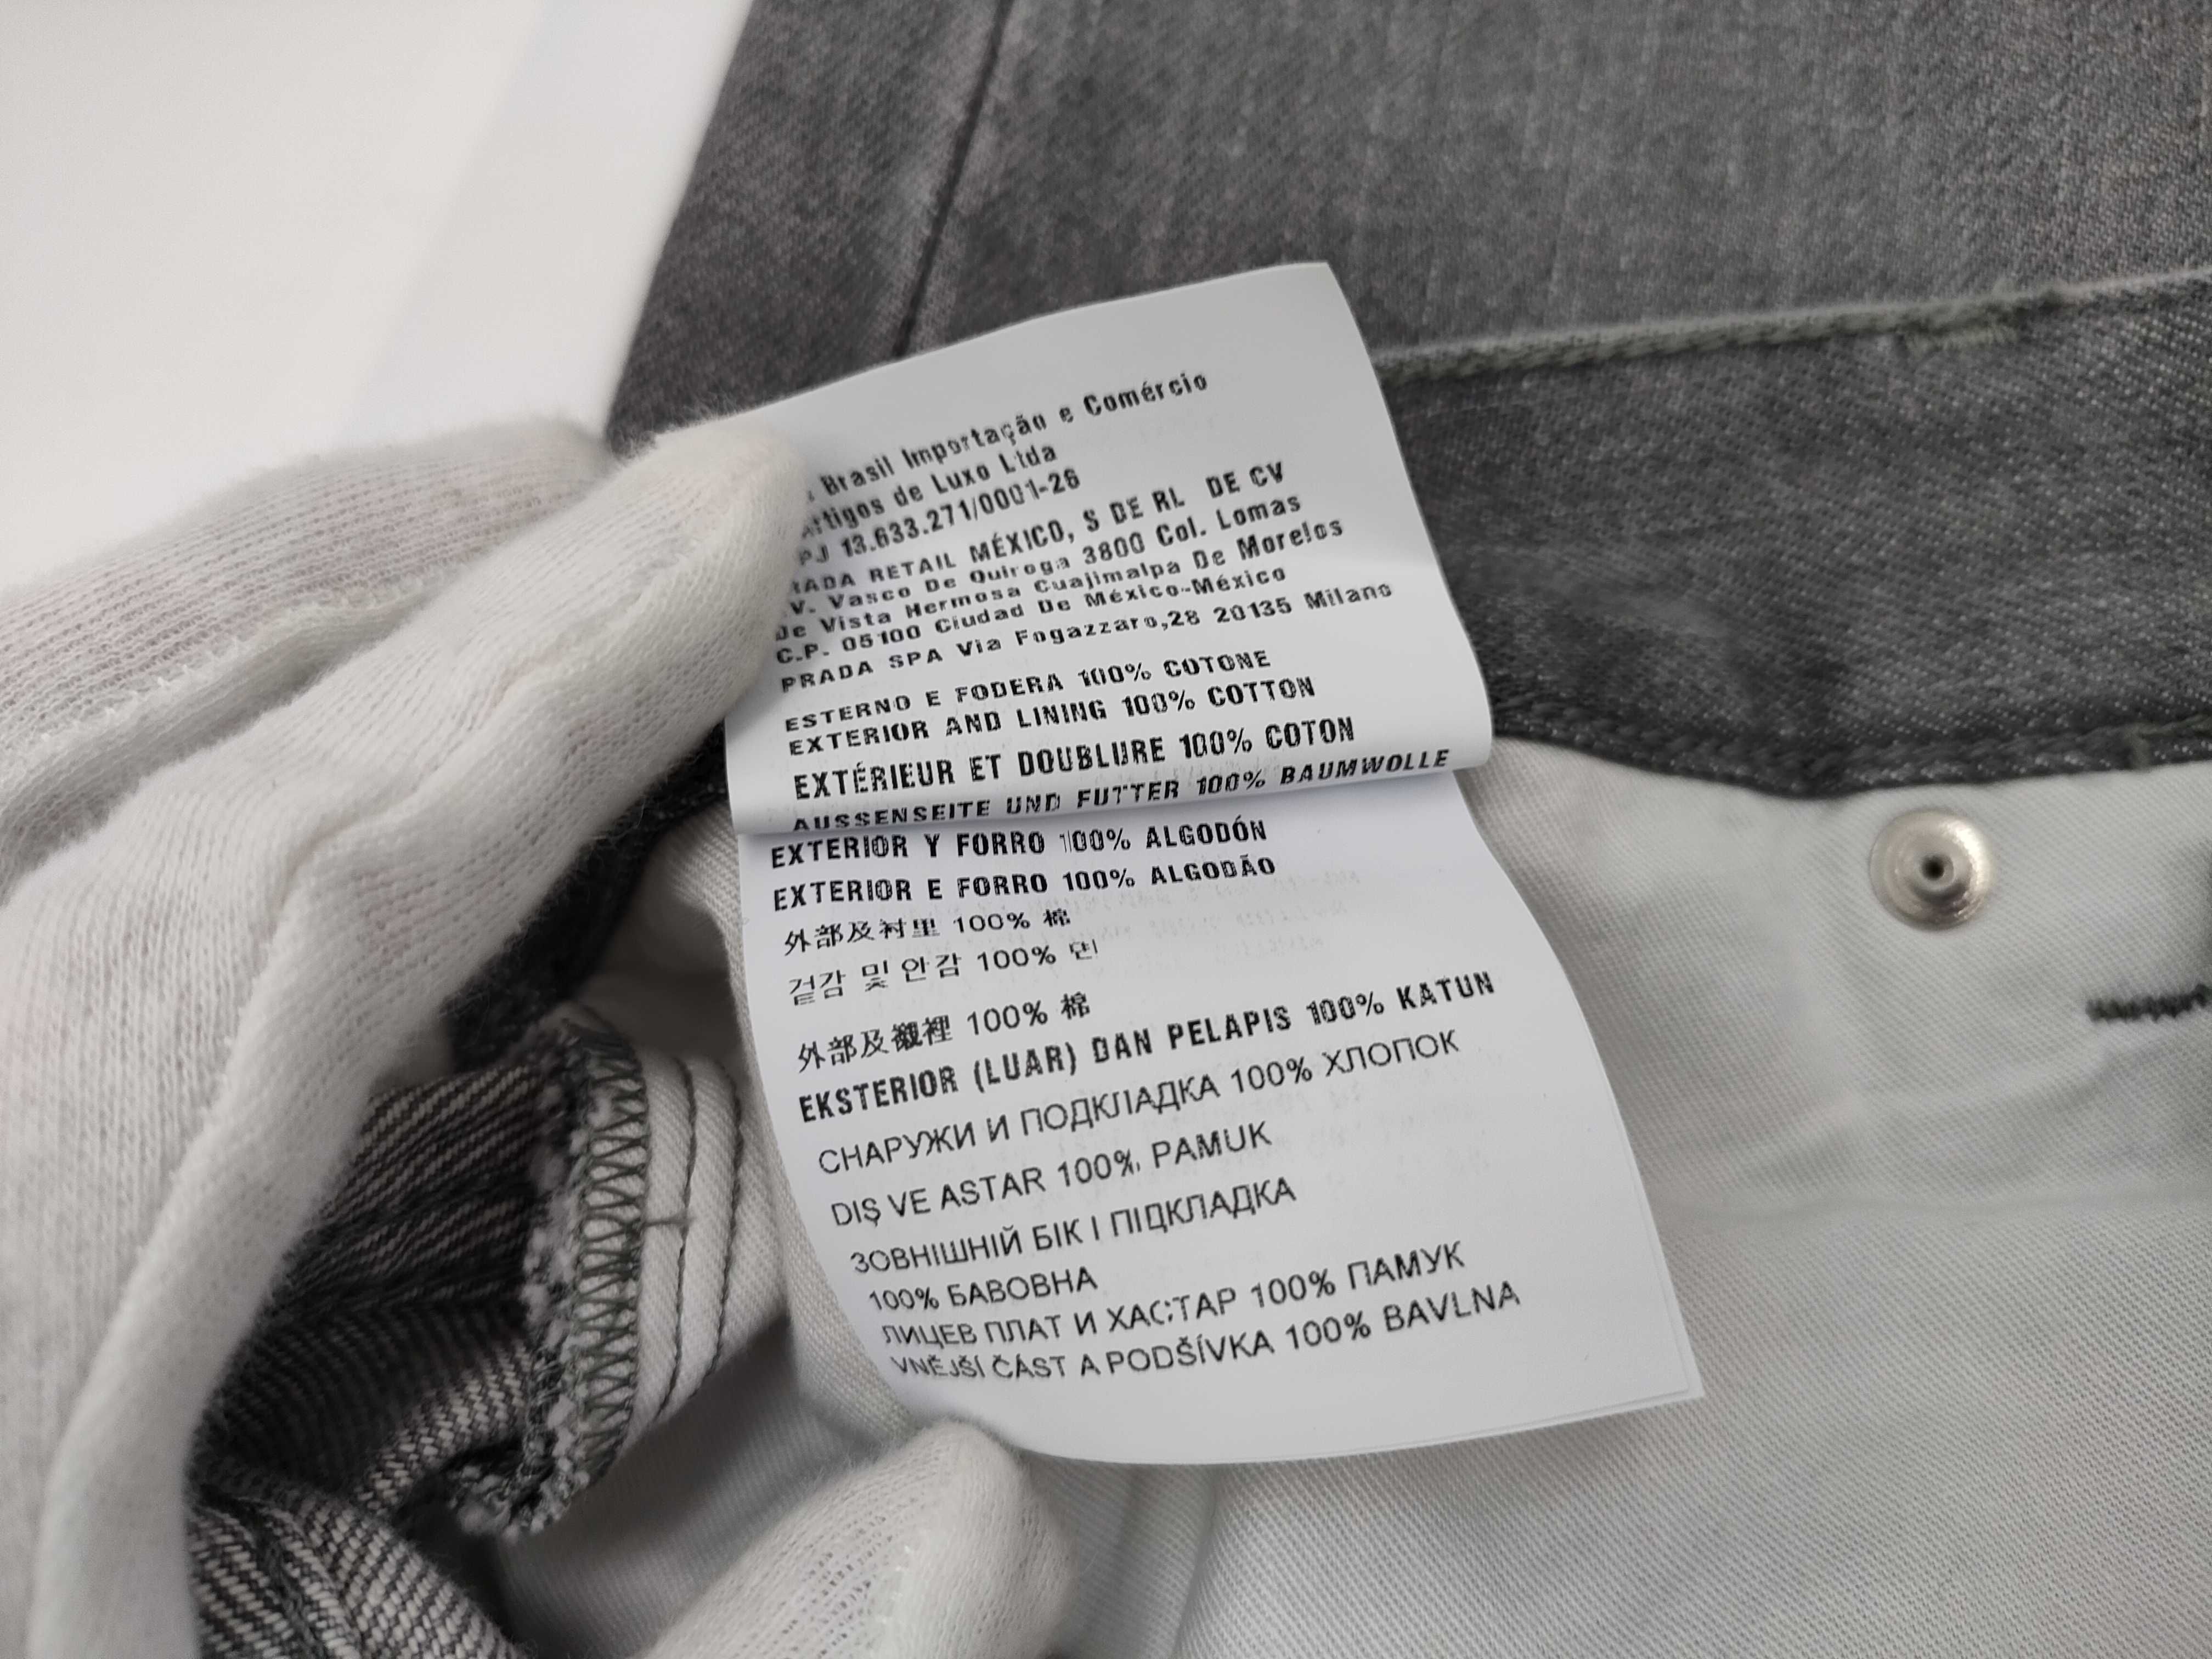 Brasil Importação e Comércio
Artigos de Luxo Ltda
PJ 13.633.271/0001-26
RADA RETAIL MÉXICO, S DE RL DE CV
V. Vasco De Quiroga 3800 Col. Lomas
De Vista Hermosa Cuajimalpa De Morelos
C.P. 05100 Ciudad De México-México
PRADA SPA Via Fogazzaro,28 20135 Milano
ESTERNO E FODERA 100% COTONE
EXTERIOR AND LINING 100% COTTON
EXTÉRIEUR ET DOUBLURE 100% COTON
AUSSENSEITE UND FUTTER 100% BAUMWOLLE
EXTERIOR Y FORRO 100% ALGODÓN
EXTERIOR E FORRO 100% ALGODÃO
外部及衬里 100% 棉
겉감 및 안감 100% 면
外部及襯裡 100% 棉
EKSTERIOR (LUAR) DAN PELAPIS 100% KATUN
СНАРУЖИ И ПОДКЛАДКА 100% ХЛОПОК
DIŞ VE ASTAR 100% PAMUK
ЗОВНІШНІЙ БІК І ПІДКЛАДКА
100% БАВОВНА
ЛИЦЕВ ПЛАТ И ХАСТАР 100% ПАМУК
VNĚJŠÍ ČÁST A PODŠÍVKA 100% BAVLNA